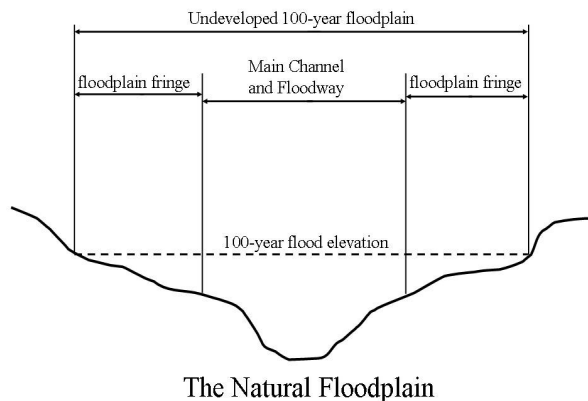 Undeveloped 100-year floodplain
floodplain fringe
Main Channel
and Floodway
floodplain fringe
100-year flood elevation
The Natural Floodplain